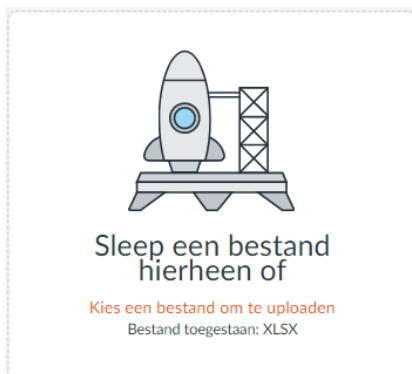 Sleep een bestand
hierheen of
Kies een bestand om te uploaden
Bestand toegestaan: XLSX